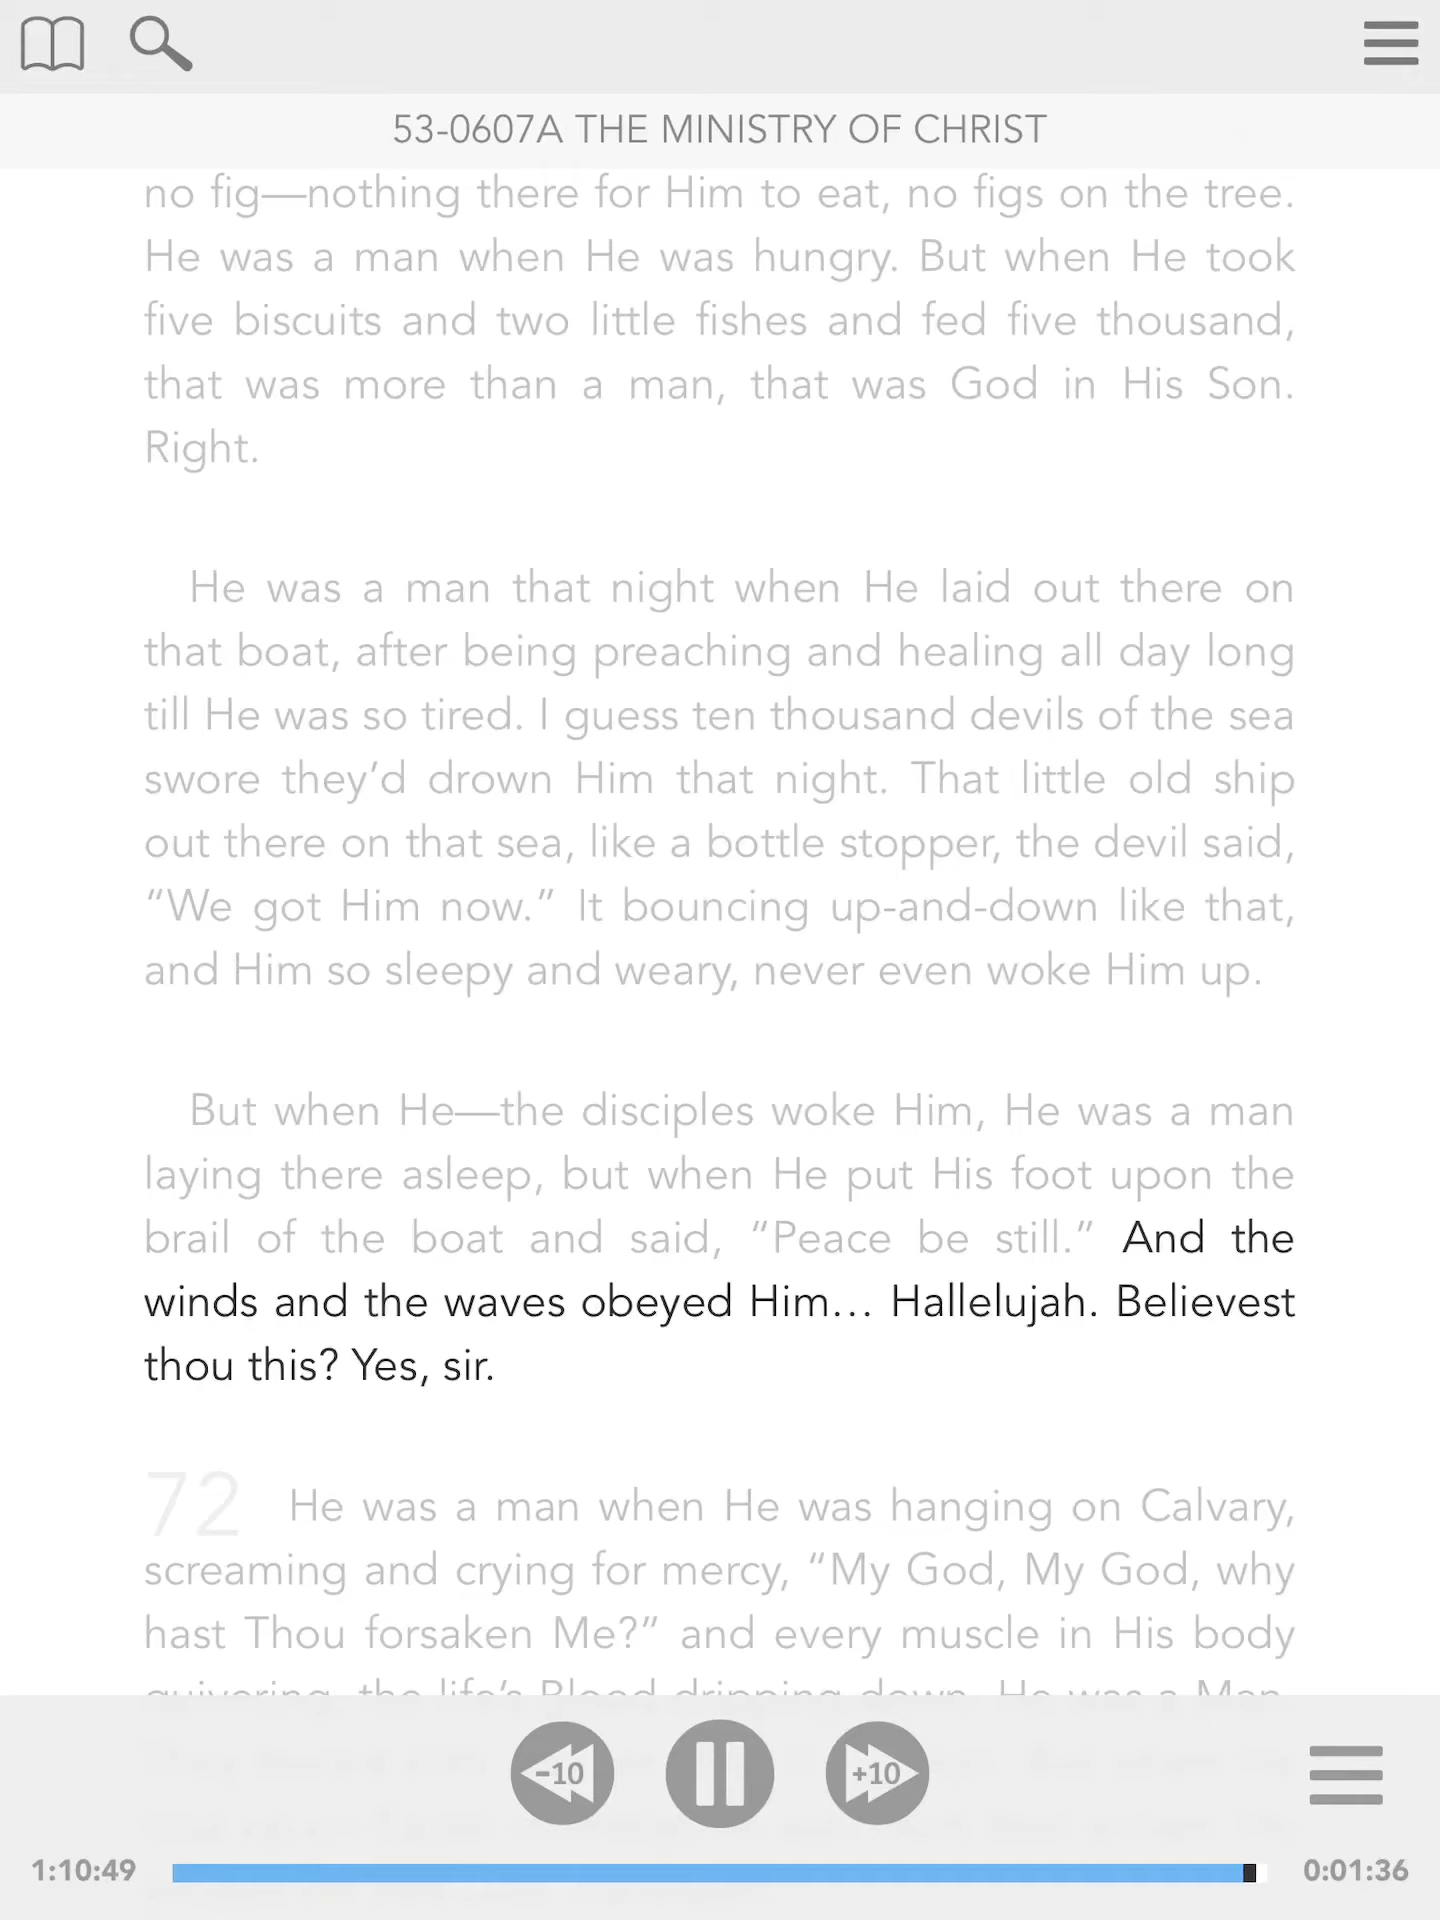 53-0607A THE MINISTRY OF CHRIST
no fig—nothing there for Him to eat, no figs on the tree.
He was a man when He was hungry. But when He took
five biscuits and two little fishes and fed five thousand,
that was more than a man, that was God in His Son.
Right.
He was a man that night when He laid out there on
that boat, after being preaching and healing all day long
till He was so tired. I guess ten thousand devils of the sea
swore they’d drown Him that night. That little old ship
out there on that sea, like a bottle stopper, the devil said,
“We got Him now.” It bouncing up-and-down like that,
and Him so sleepy and weary, never even woke Him up.
But when He—the disciples woke Him, He was a man
laying there asleep, but when He put His foot upon the
brail of the boat and said, “Peace be still.” And the
winds and the waves obeyed Him… Hallelujah. Believest
thou this? Yes, sir.
72 He was a man when He was hanging on Calvary,
screaming and crying for mercy, “My God, My God, why
hast Thou forsaken Me?” and every muscle in His body
quivering, the life’s Blood dripping down, He was a Man
-10 +10
1:10:49 0:01:36